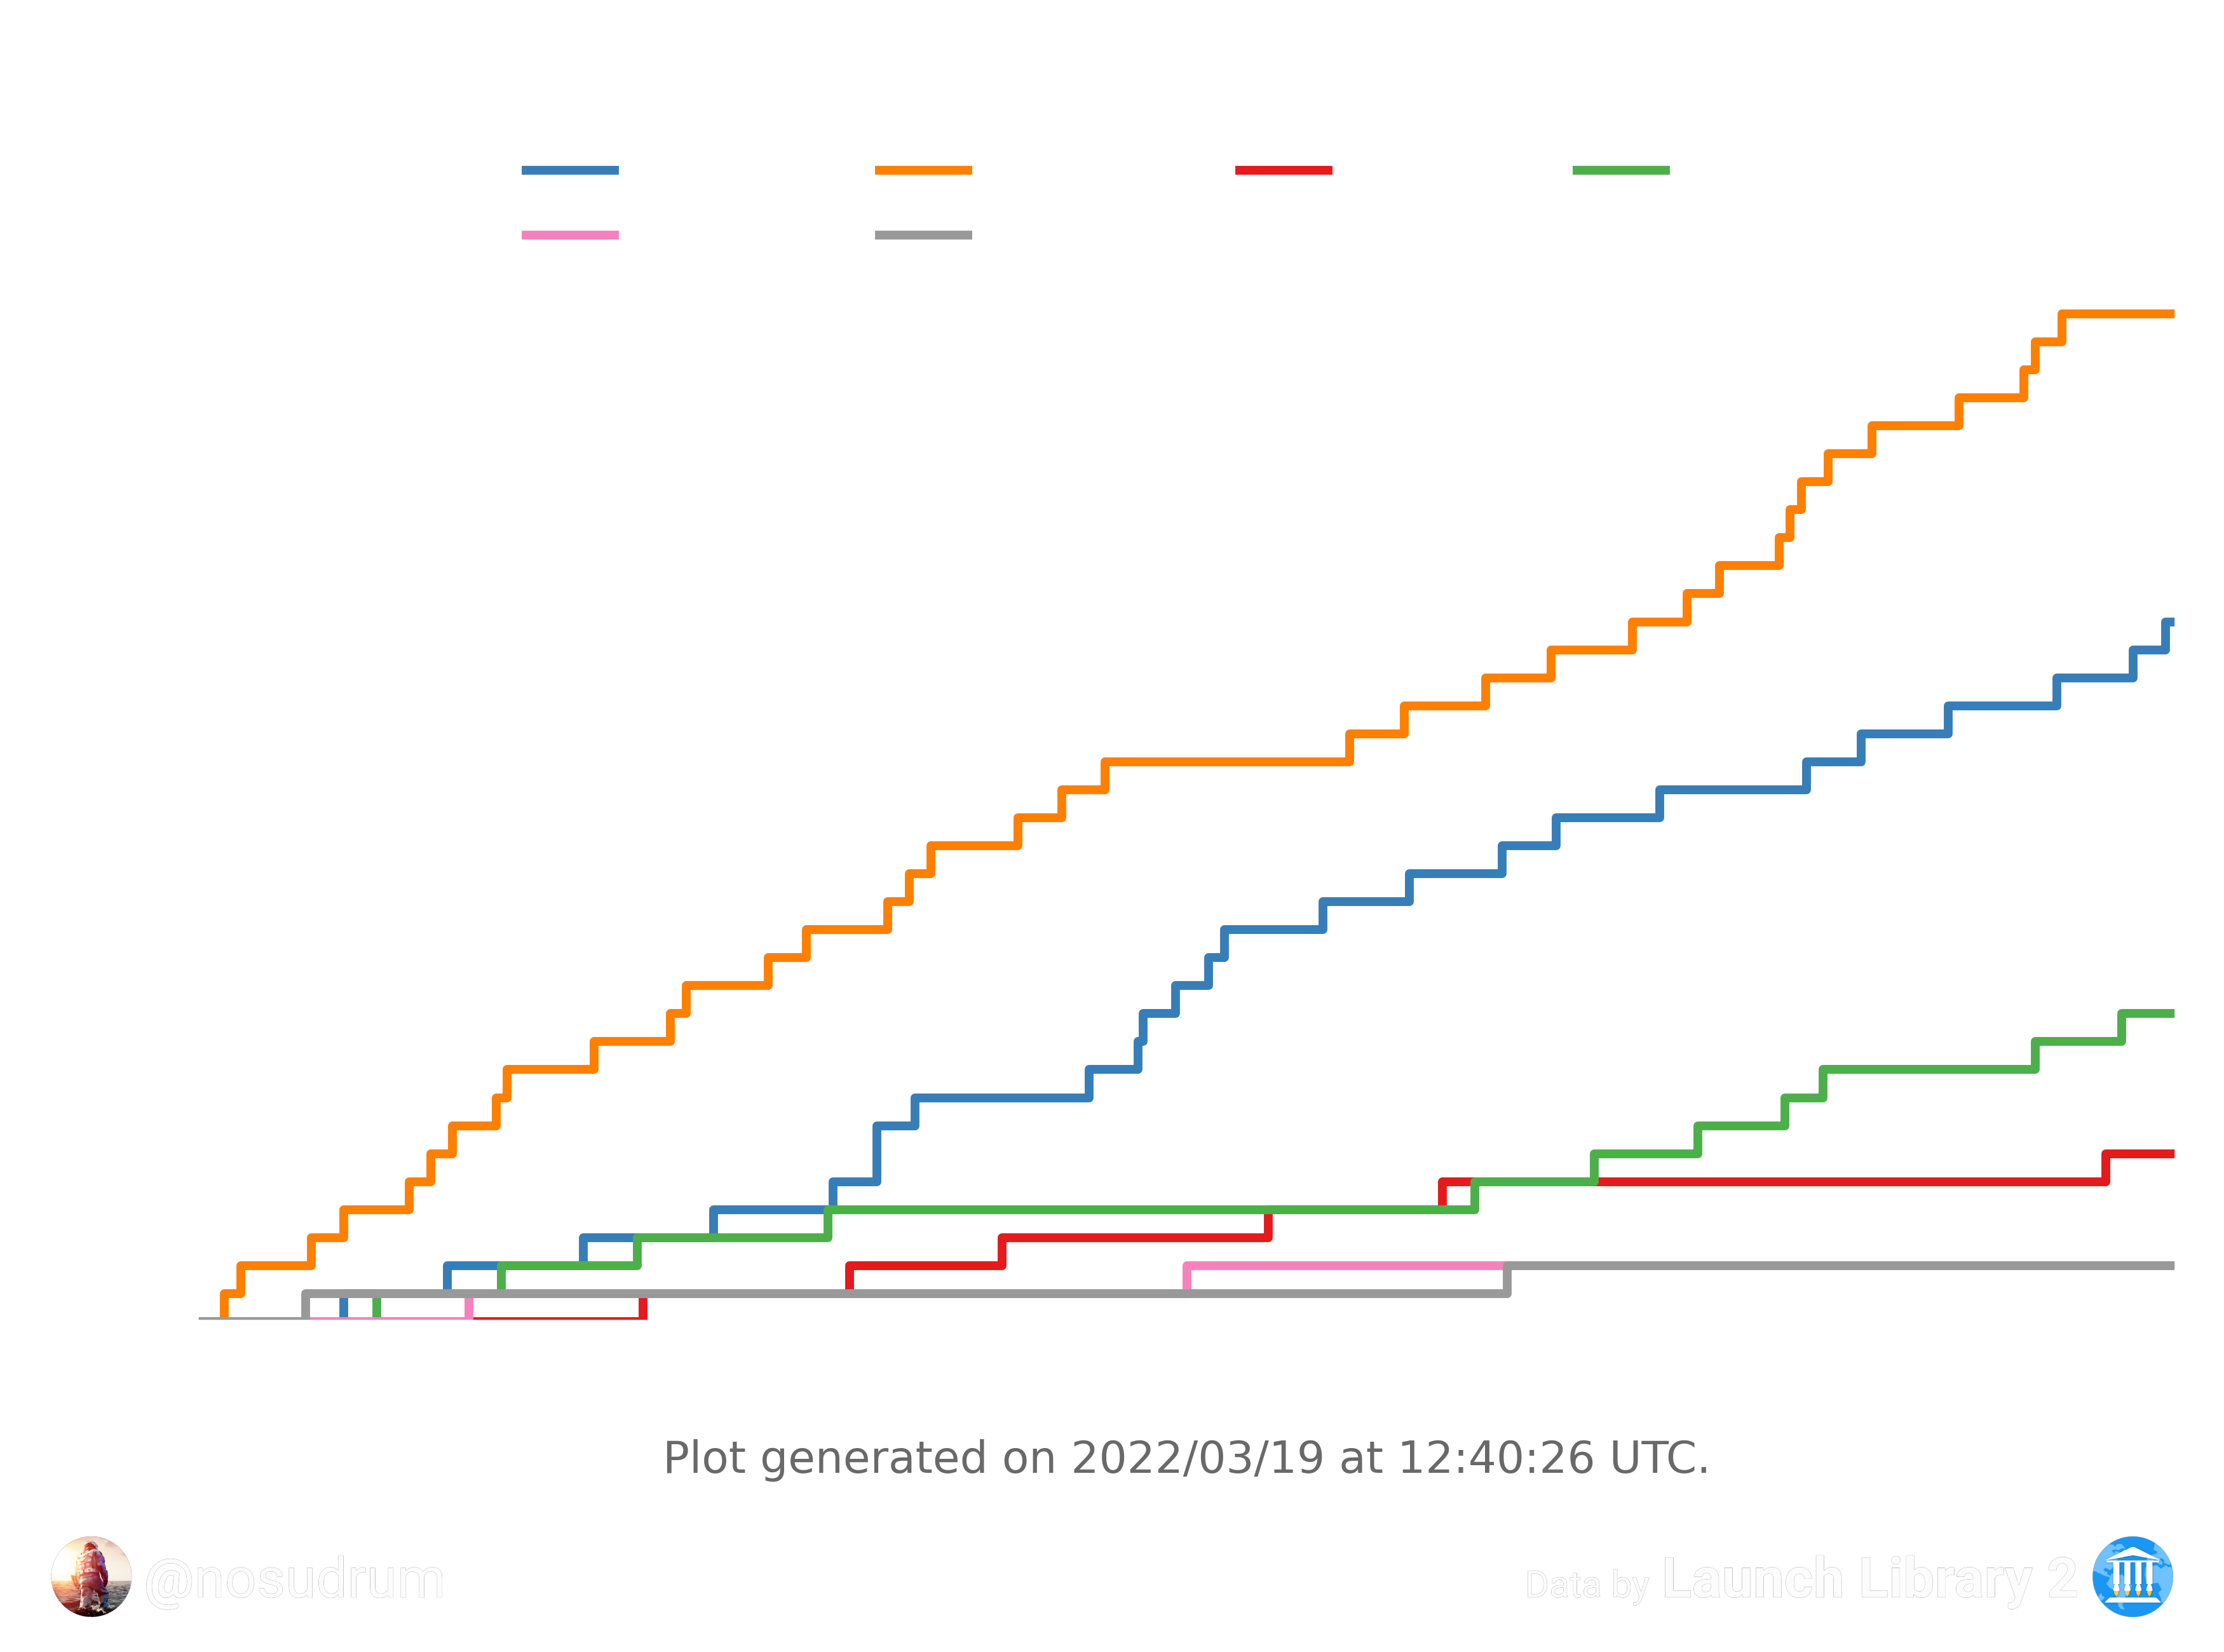 Plot generated on 2022/03/19 at 12:40:26 UTC.
@nosudrum
Data by Launch Library 2